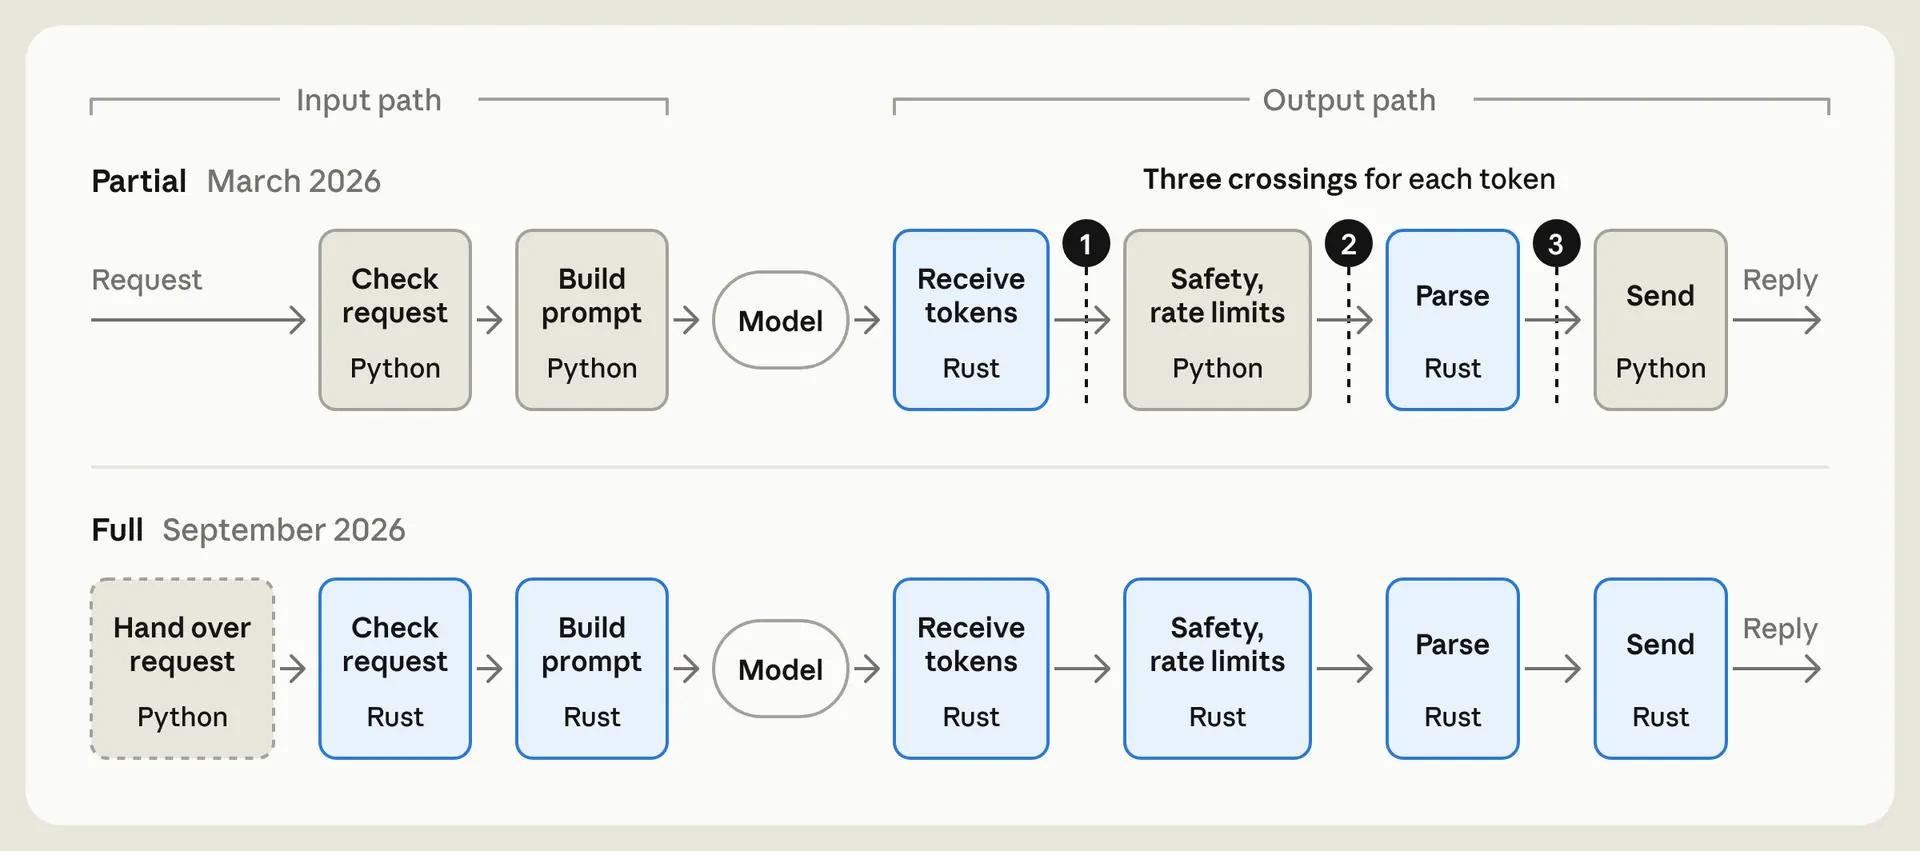 Input path
Output path
Partial March 2026
Three crossings for each token
Request
Check
request
Python
Build
prompt
Python
Model
Receive
tokens
Rust
1
Safety,
rate limits
Python
2
Parse
Rust
3
Send
Python
Reply
Full September 2026
Hand over
request
Python
Check
request
Rust
Build
prompt
Rust
Model
Receive
tokens
Rust
Safety,
rate limits
Rust
Parse
Rust
Send
Rust
Reply